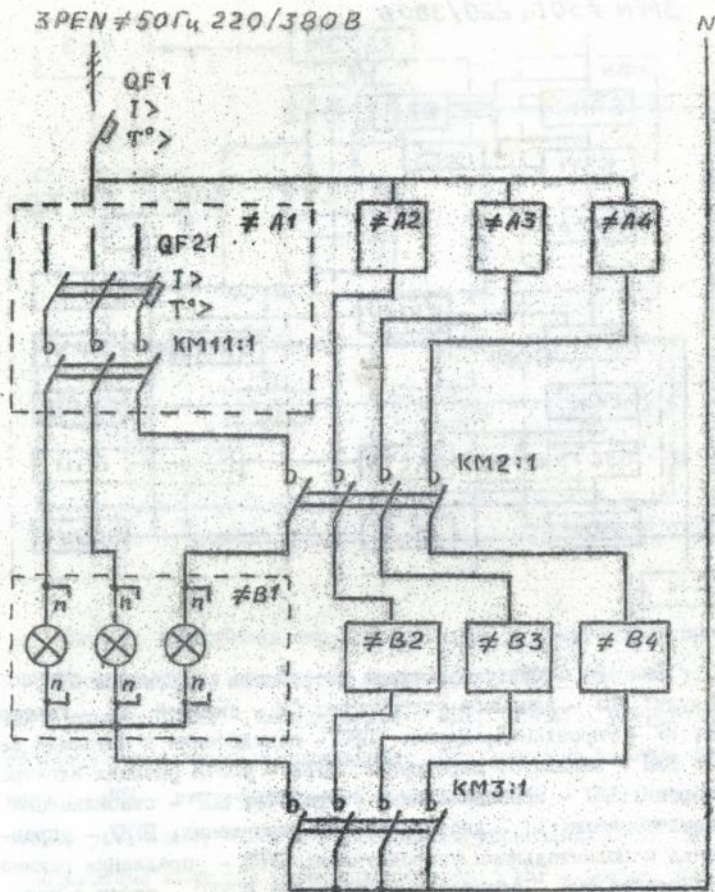 3PEN ≠50Гц 220/380В
N
QF1
I>
T°>
≠A1
≠A2
≠A3
≠A4
QF21
I>
T°>
KM11:1
KM2:1
≠B1
n n n
≠B2
≠B3
≠B4
n n n
KM3:1